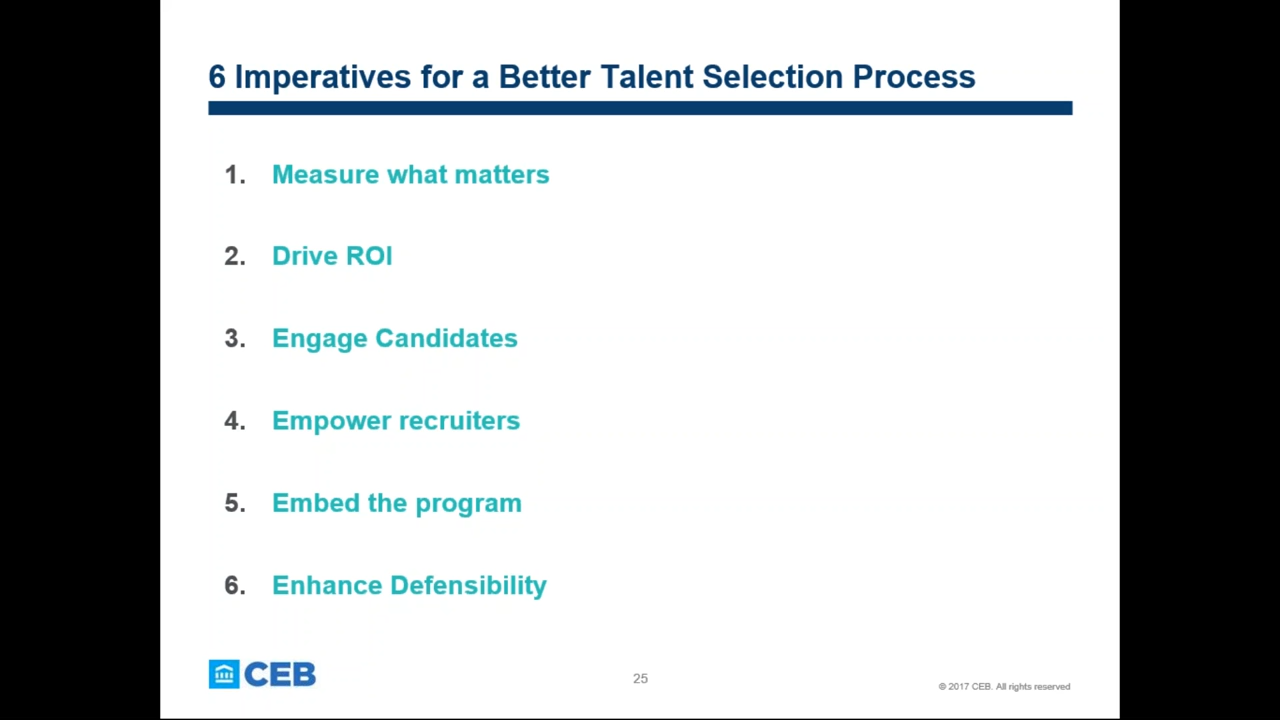 6 Imperatives for a Better Talent Selection Process
1. Measure what matters
2. Drive ROI
3. Engage Candidates
4. Empower recruiters
5. Embed the program
6. Enhance Defensibility
CEB
25
© 2017 CEB. All rights reserved